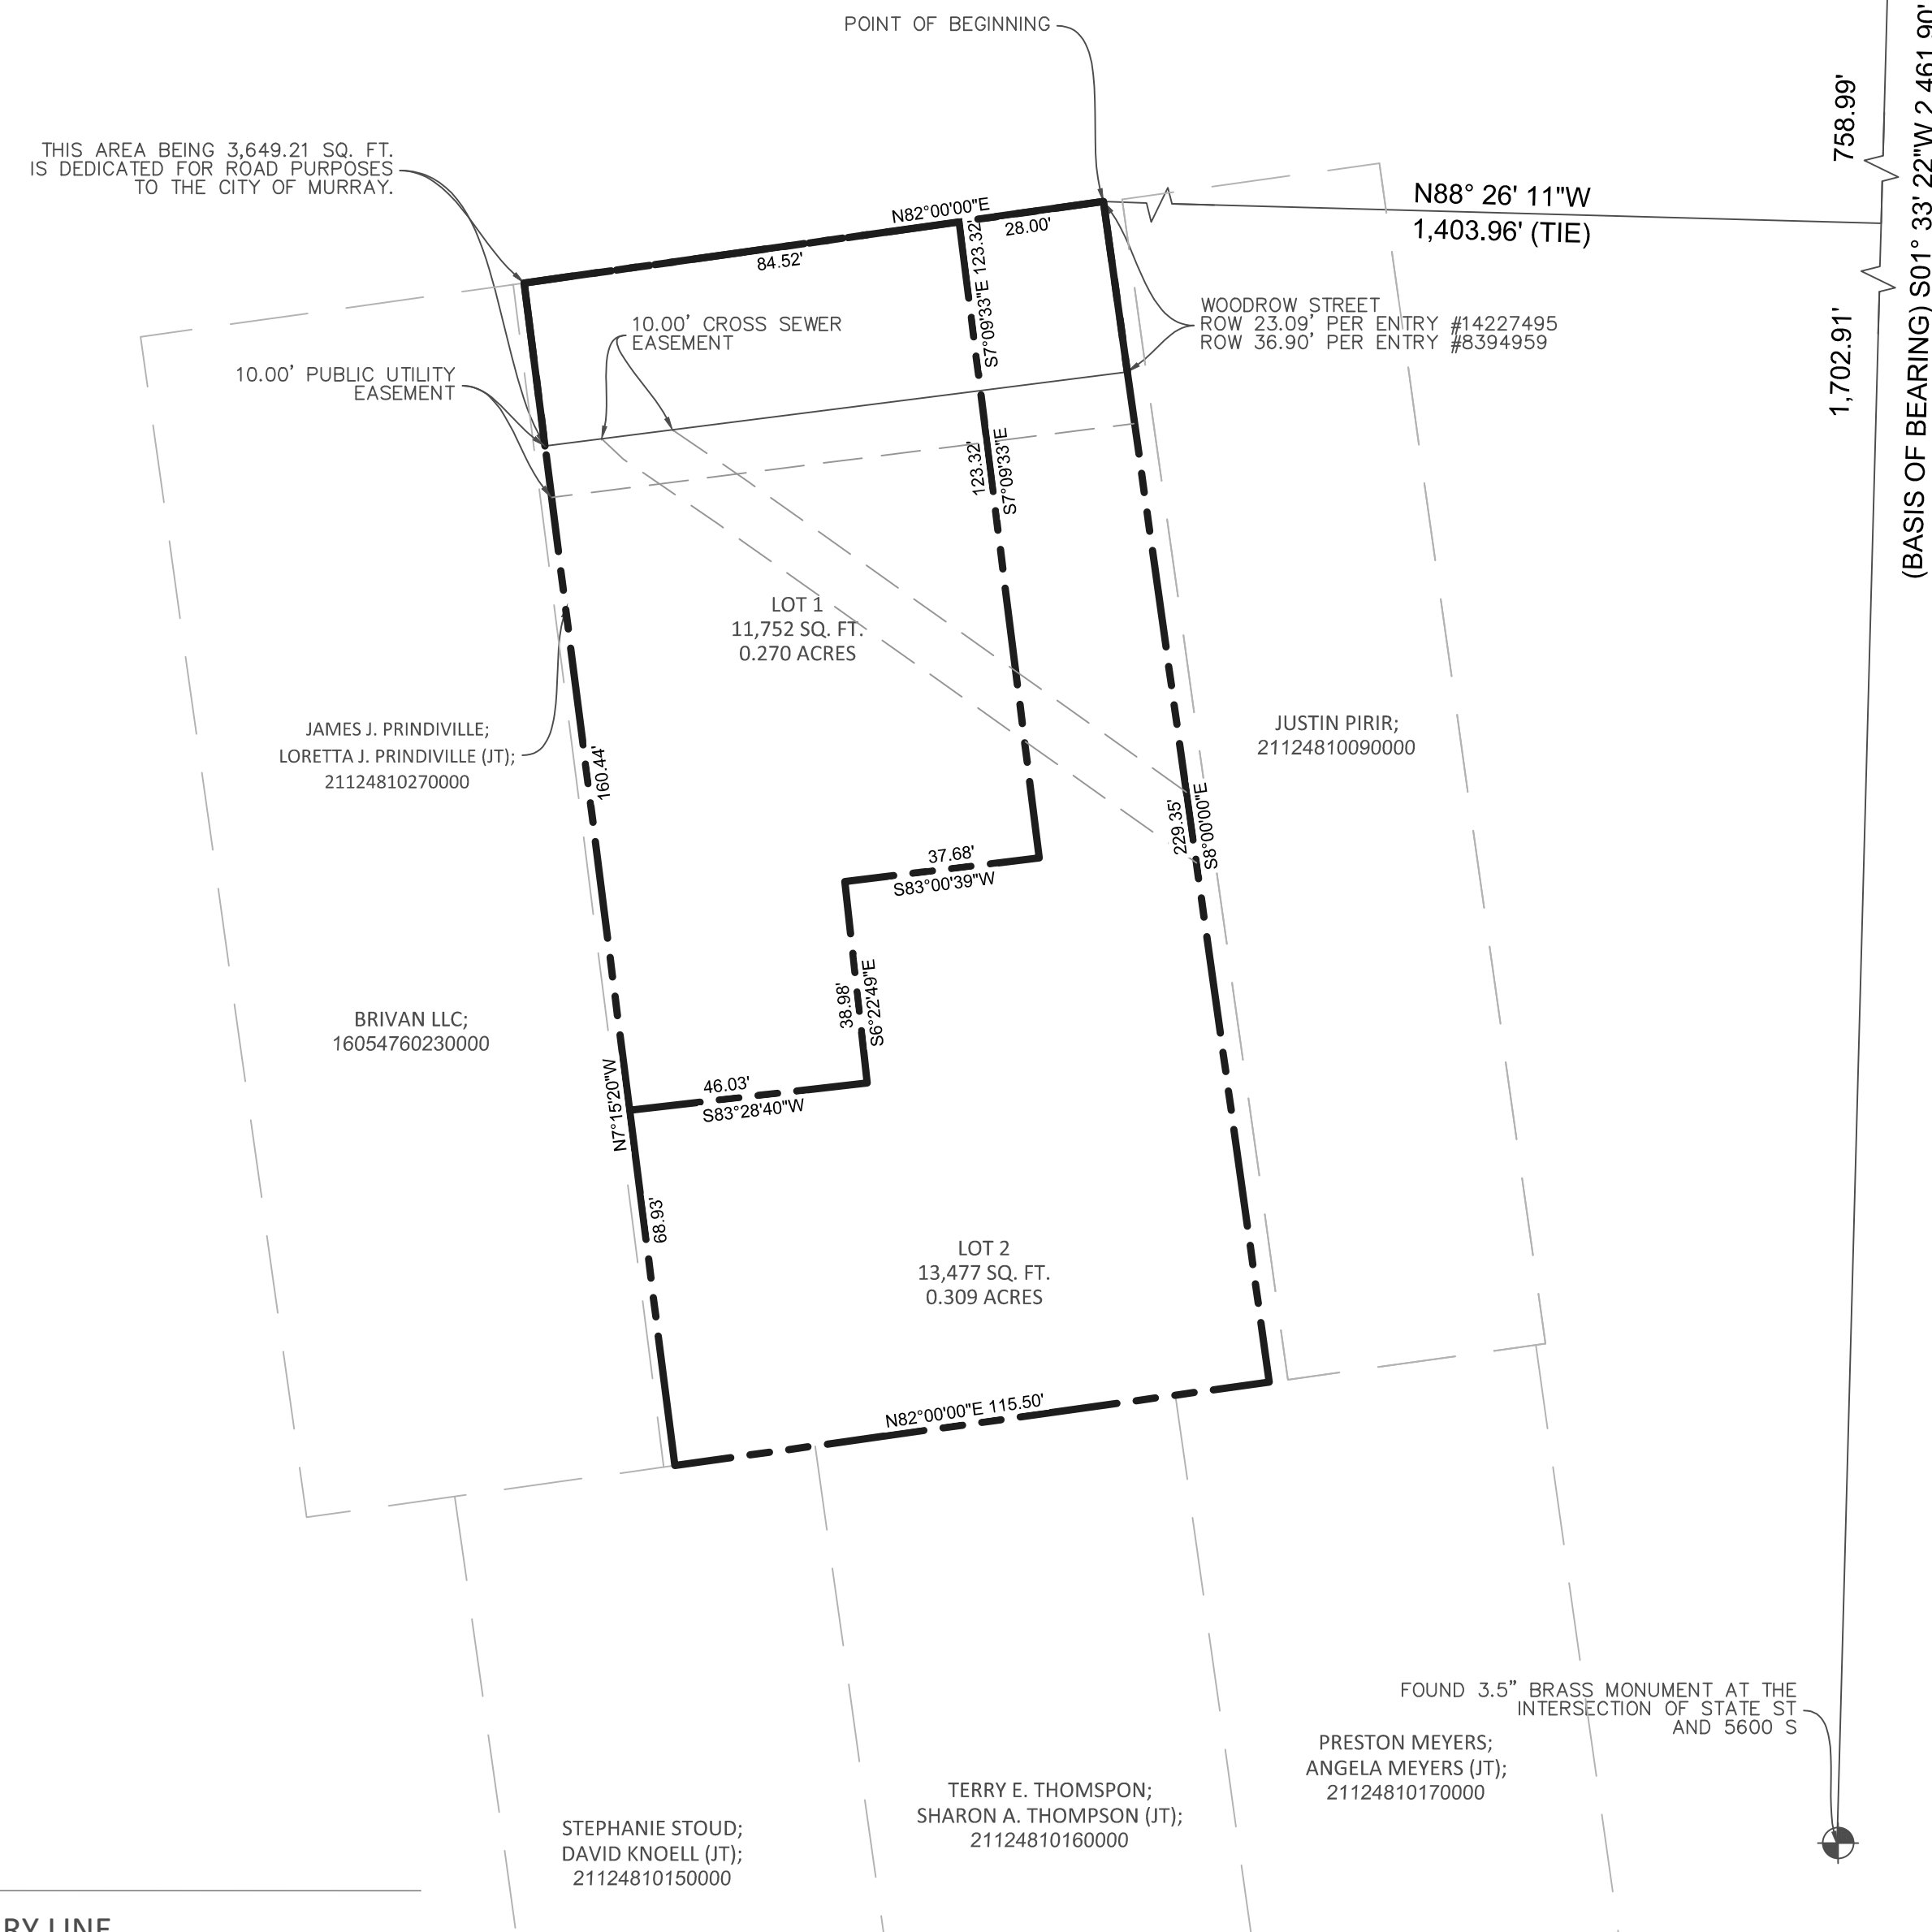 POINT OF BEGINNING
758.99'
(BASIS OF BEARING) S01° 33' 22"W 2,461.90'
THIS AREA BEING 3,649.21 SQ. FT.
IS DEDICATED FOR ROAD PURPOSES
TO THE CITY OF MURRAY.
N88° 26' 11"W
1,403.96' (TIE)
N82°00'00"E
28.00'
84.52'
S7°09'33"E 123.32'
10.00' CROSS SEWER
EASEMENT
WOODROW STREET
ROW 23.09' PER ENTRY #14227495
ROW 36.90' PER ENTRY #8394959
1,702.91'
10.00' PUBLIC UTILITY
EASEMENT
123.32'
S7°09'33"E
LOT 1
11,752 SQ. FT.
0.270 ACRES
JAMES J. PRINDIVILLE;
LORETTA J. PRINDIVILLE (JT);
21124810270000
160.44'
JUSTIN PIRIR;
21124810090000
229.35'
S8°00'00"E
37.68'
S83°00'39"W
38.98'
S6°22'49"E
BRIVAN LLC;
16054760230000
46.03'
S83°28'40"W
N7°15'20"W
68.93'
LOT 2
13,477 SQ. FT.
0.309 ACRES
N82°00'00"E 115.50'
FOUND 3.5" BRASS MONUMENT AT THE
INTERSECTION OF STATE ST
AND 5600 S
PRESTON MEYERS;
ANGELA MEYERS (JT);
21124810170000
TERRY E. THOMSPON;
SHARON A. THOMPSON (JT);
21124810160000
STEPHANIE STOUD;
DAVID KNOELL (JT);
21124810150000
RY LINE